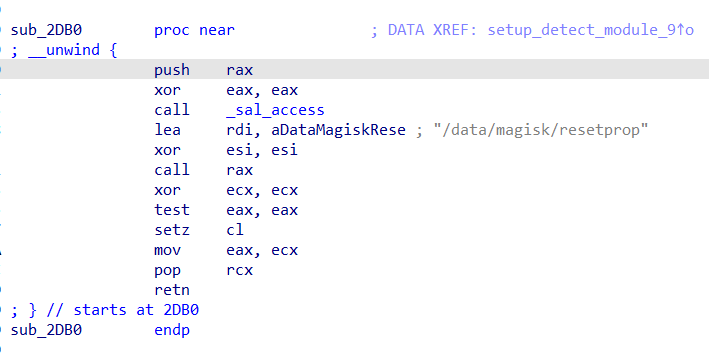 sub_2DB0 proc near ; DATA XREF: setup_detect_module_9↑o
; __unwind {
push rax
xor eax, eax
call _sal_access
lea rdi, aDataMagiskRese ; "/data/magisk/resetprop"
xor esi, esi
call rax
xor ecx, ecx
test eax, eax
setz cl
mov eax, ecx
pop rcx
retn
; } // starts at 2DB0
sub_2DB0 endp